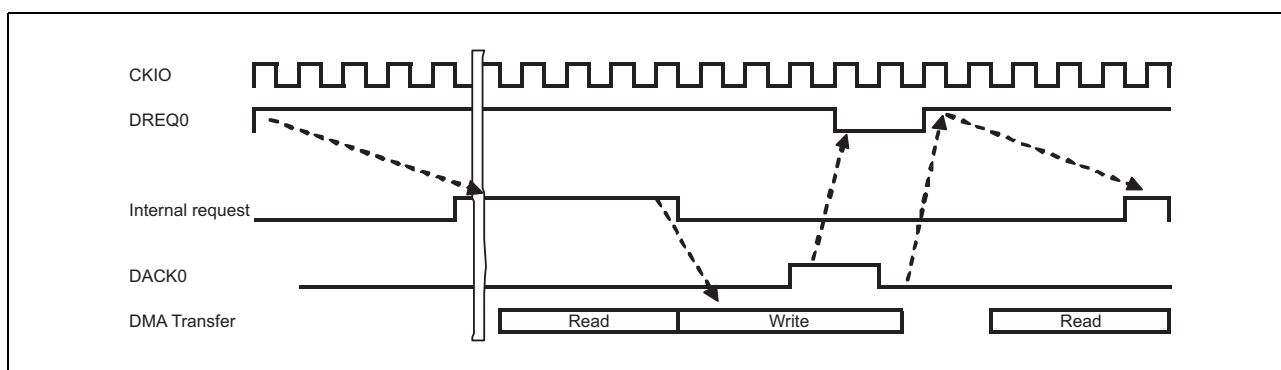 CKIO
DREQ0
Internal request
DACK0
DMA Transfer Read Write Read